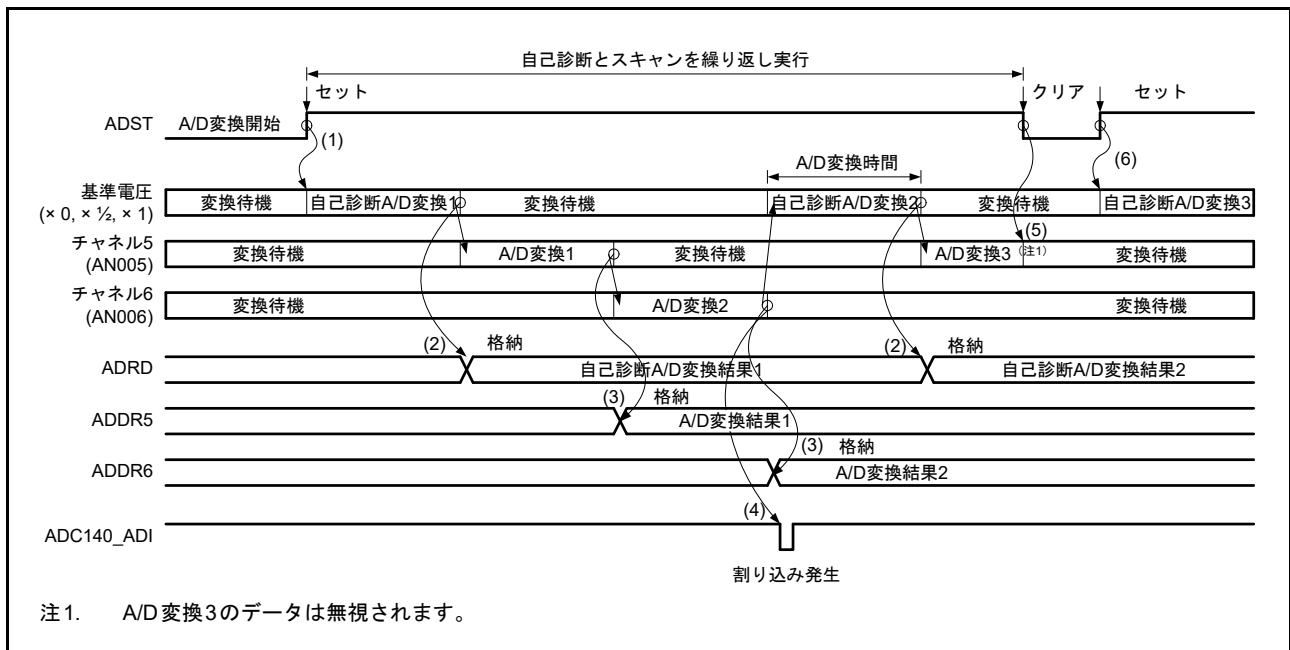 自己診断とスキャンを繰り返し実行
セット クリア セット
ADST A/D変換開始
(1) (6)
A/D変換時間
基準電圧
(× 0, × ½, × 1)
変換待機 自己診断A/D変換1 変換待機 自己診断A/D変換2 変換待機 自己診断A/D変換3
チャネル5
(AN005)
変換待機 A/D変換1 変換待機 A/D変換3 (5) (注1) 変換待機
チャネル6
(AN006)
変換待機 A/D変換2 変換待機
ADRD (2) 格納 自己診断A/D変換結果1 (2) 格納 自己診断A/D変換結果2
ADDR5 (3) 格納 A/D変換結果1
ADDR6 (3) 格納 A/D変換結果2
ADC140_ADI (4)
割り込み発生
注1. A/D変換3のデータは無視されます。